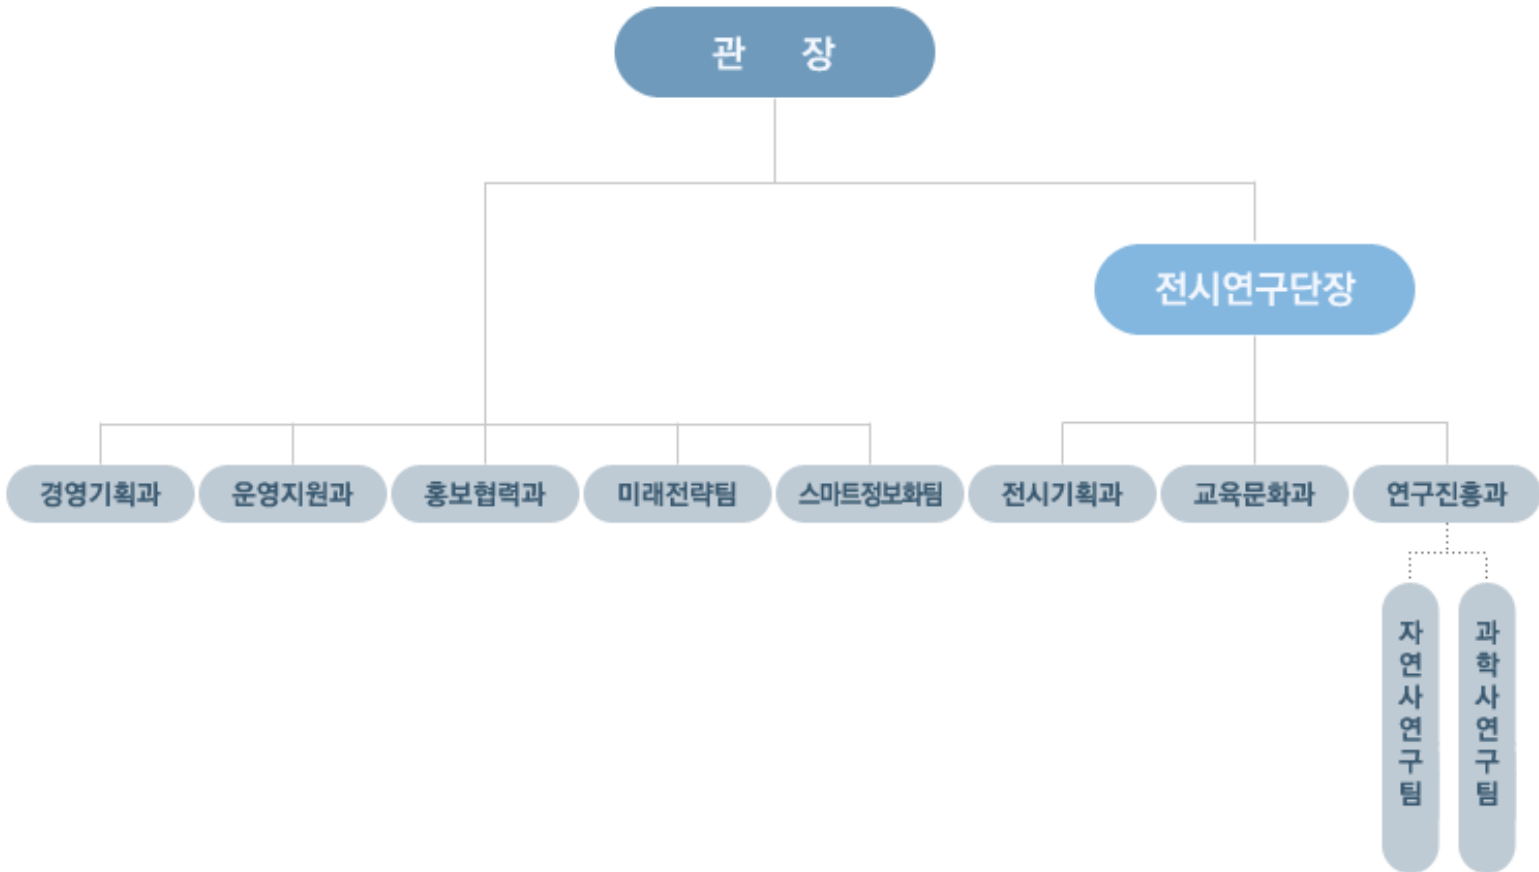 관 장
전시연구단장
경영기획과
운영지원과
홍보협력과
미래전략팀
스마트정보화팀
전시기획과
교육문화과
연구진흥과
자연사연구팀
과학사연구팀